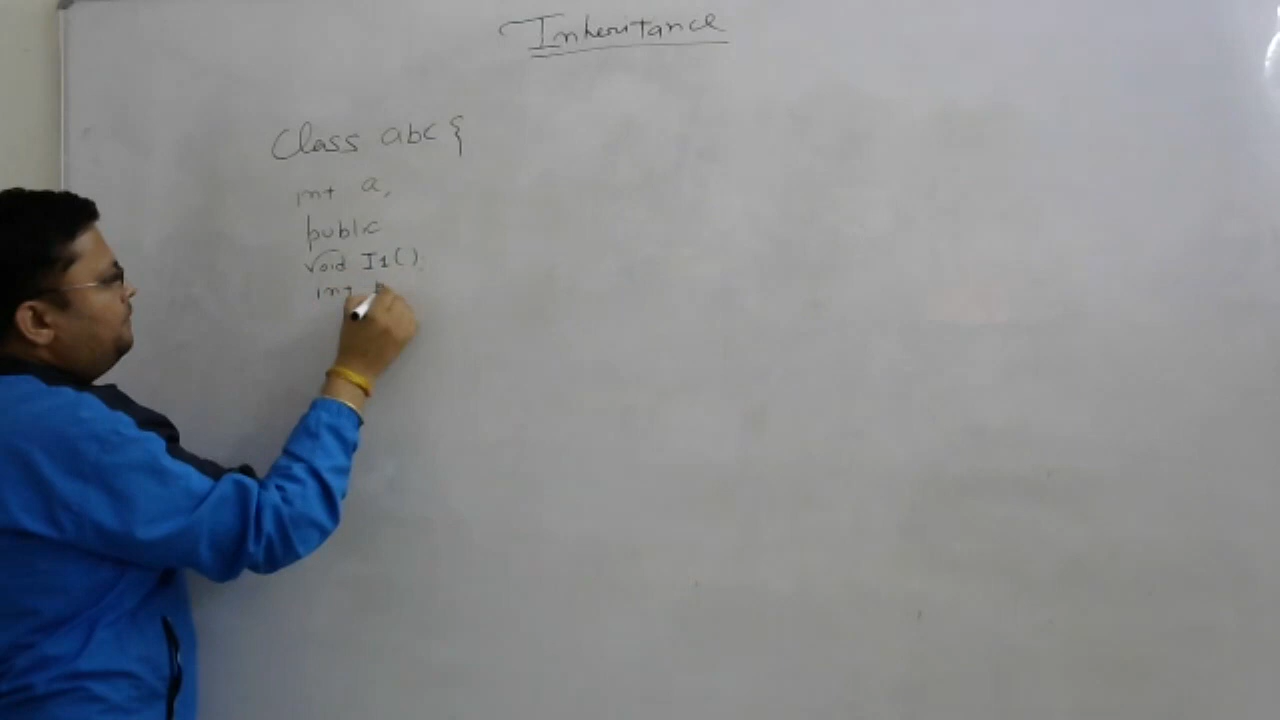 Inheritance
Class abc {
int a,
public
void I1()
int